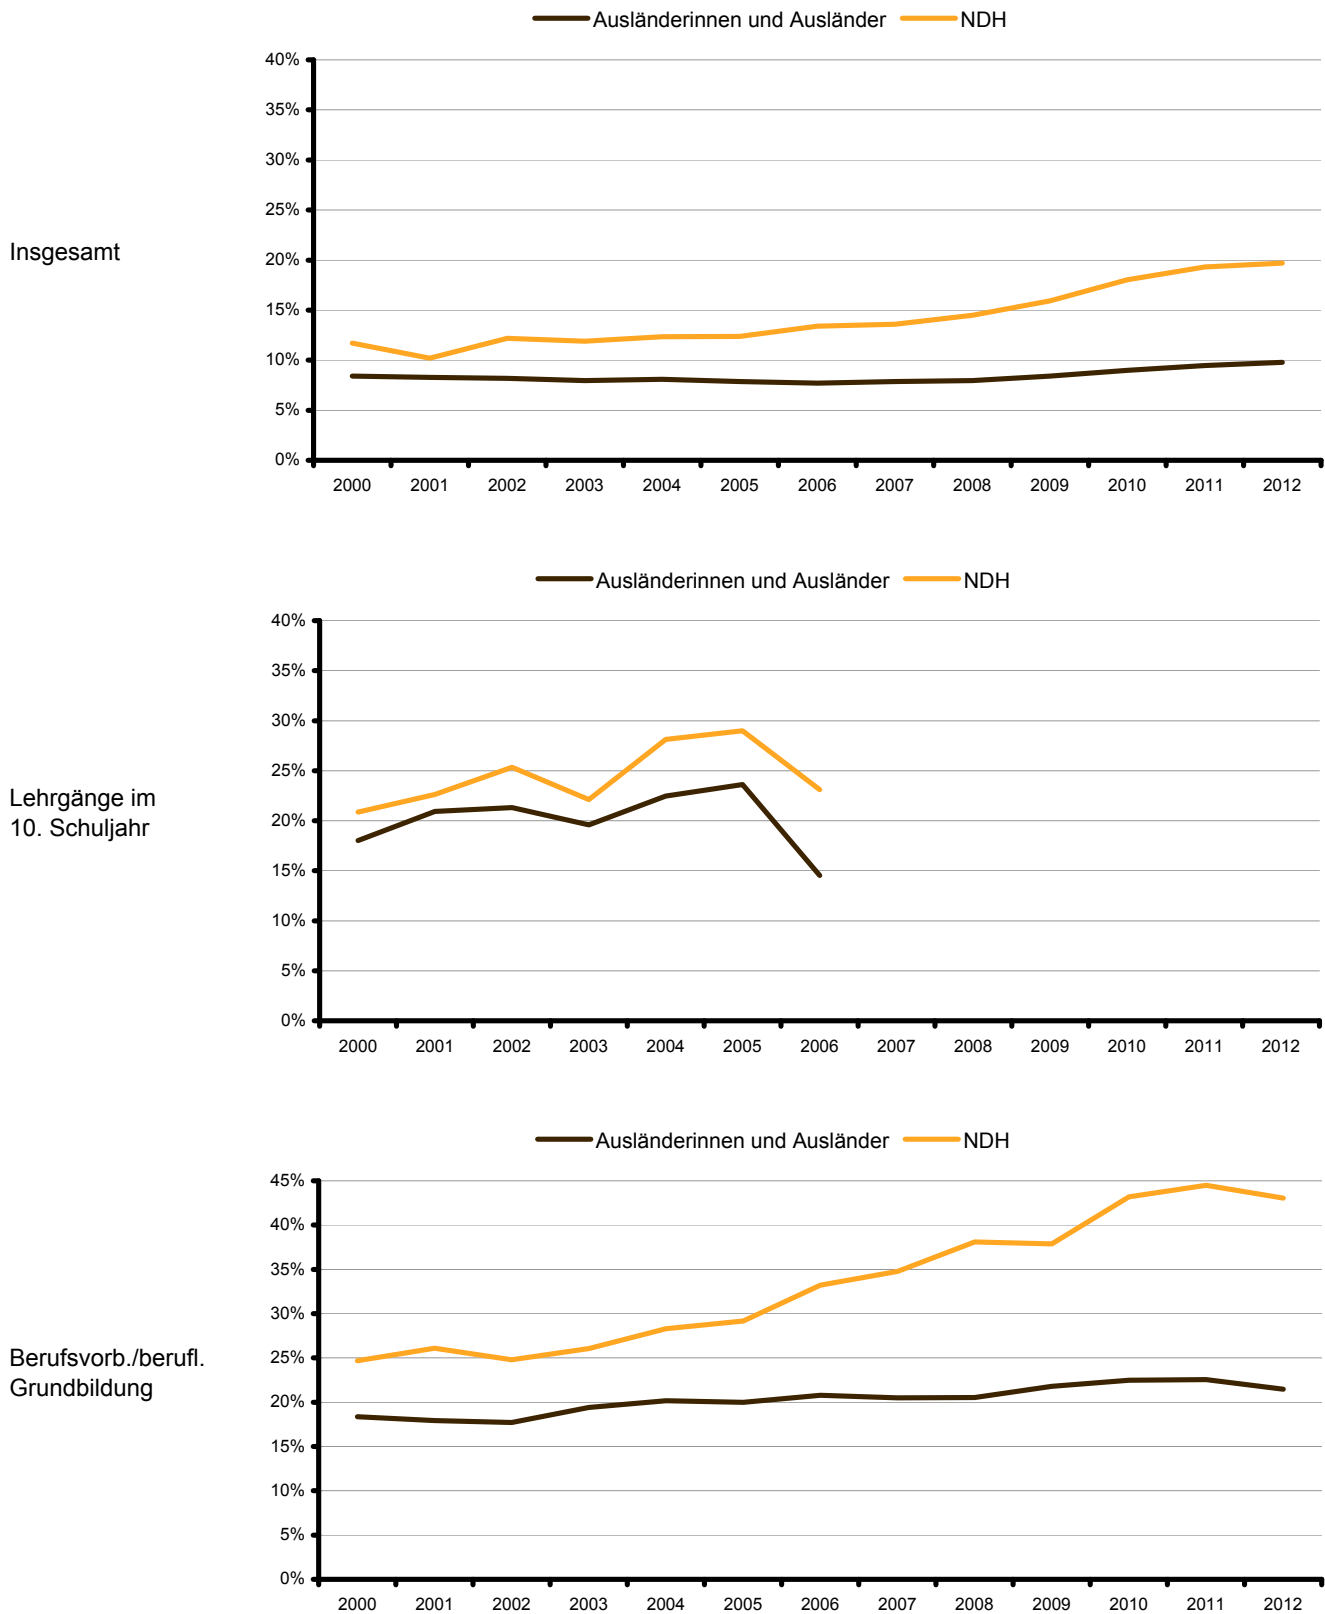 Ausländerinnen und Ausländer NDH
40%
35%
30%
25%
20%
15%
10%
5%
0%
Insgesamt
2000 2001 2002 2003 2004 2005 2006 2007 2008 2009 2010 2011 2012
Ausländerinnen und Ausländer NDH
40%
35%
30%
25%
20%
15%
10%
5%
0%
Lehrgänge im
10. Schuljahr
2000 2001 2002 2003 2004 2005 2006 2007 2008 2009 2010 2011 2012
Ausländerinnen und Ausländer NDH
45%
40%
35%
30%
25%
20%
15%
10%
5%
0%
Berufsvorb./berufl.
Grundbildung
2000 2001 2002 2003 2004 2005 2006 2007 2008 2009 2010 2011 2012